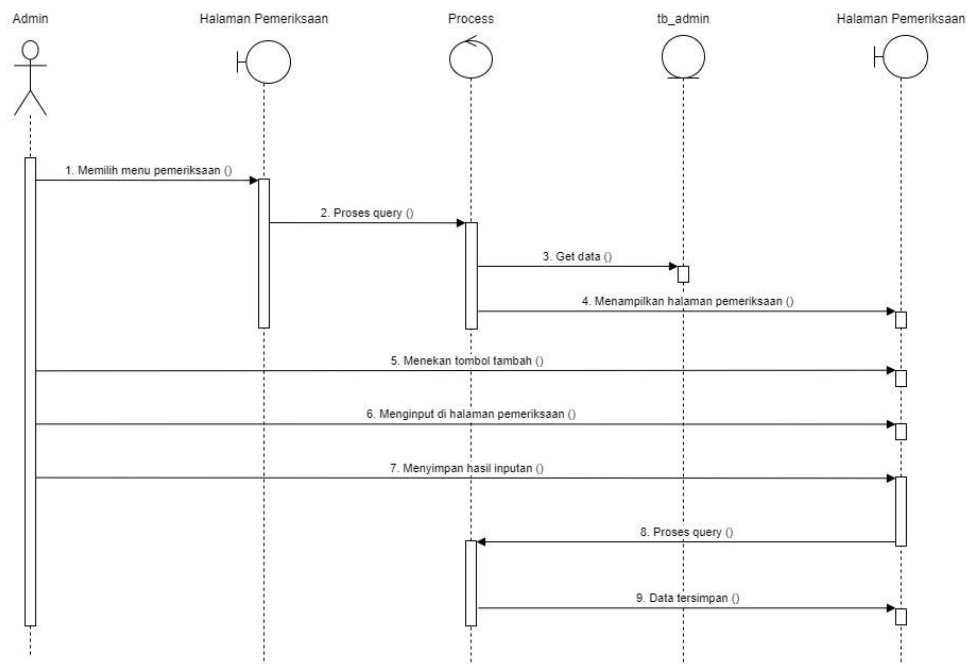 Admin
Halaman Pemeriksaan
Process
tb_admin
Halaman Pemeriksaan
1. Memilih menu pemeriksaan ()
2. Proses query ()
3. Get data ()
4. Menampilkan halaman pemeriksaan ()
5. Menekan tombol tambah ()
6. Menginput di halaman pemeriksaan ()
7. Menyimpan hasil inputan ()
8. Proses query ()
9. Data tersimpan ()